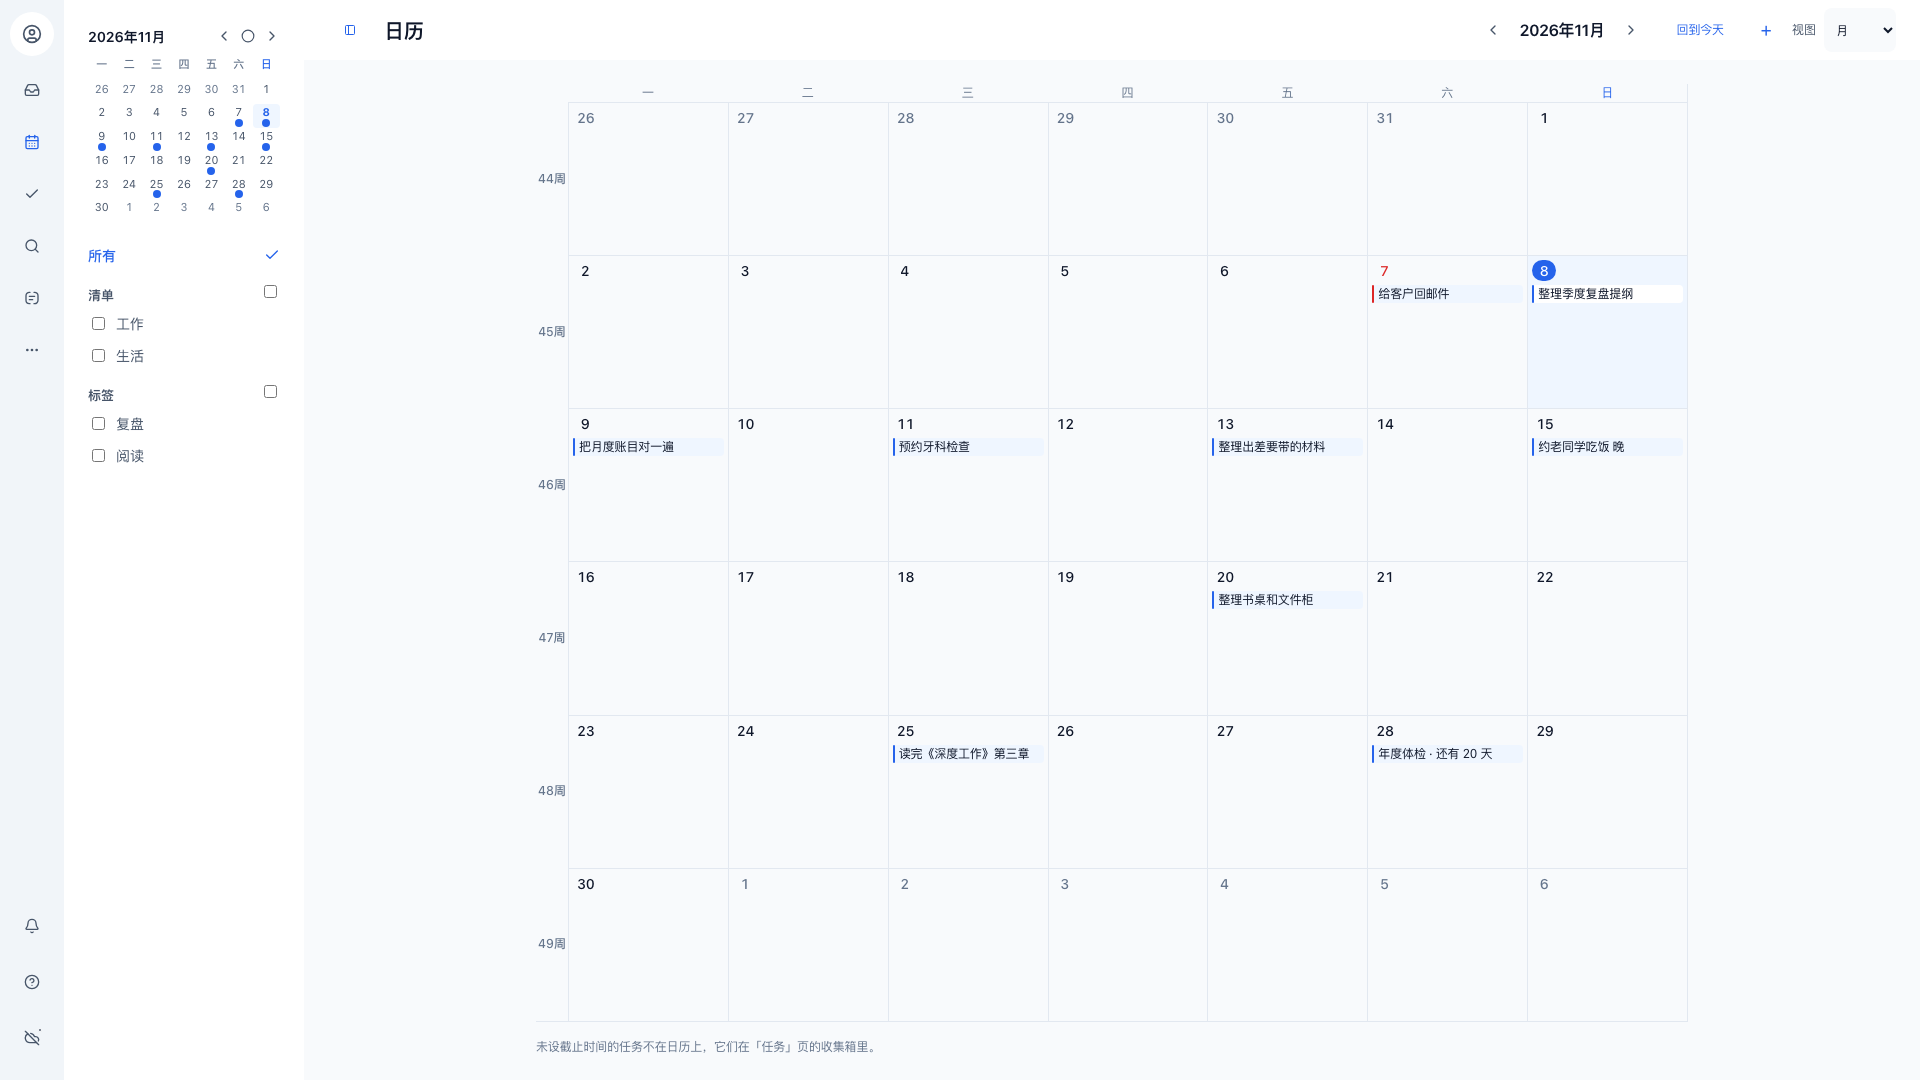 2026年11月
一 二 三 四 五 六 日
26 27 28 29 30 31 1
2 3 4 5 6 7 8
9 10 11 12 13 14 15
16 17 18 19 20 21 22
23 24 25 26 27 28 29
30 1 2 3 4 5 6
所有
清单
工作
生活
标签
复盘
阅读
日历
2026年11月
回到今天
视图
月
一 二 三 四 五 六 日
26 27 28 29 30 31 1
44周
2 3 4 5 6 7 8
给客户回邮件
整理季度复盘提纲
45周
9 10 11 12 13 14 15
把月度账目对一遍
预约牙科检查
整理出差要带的材料
约老同学吃饭 晚
46周
16 17 18 19 20 21 22
整理书桌和文件柜
47周
23 24 25 26 27 28 29
读完《深度工作》第三章
年度体检 · 还有 20 天
48周
30 1 2 3 4 5 6
49周
未设截止时间的任务不在日历上，它们在「任务」页的收集箱里。